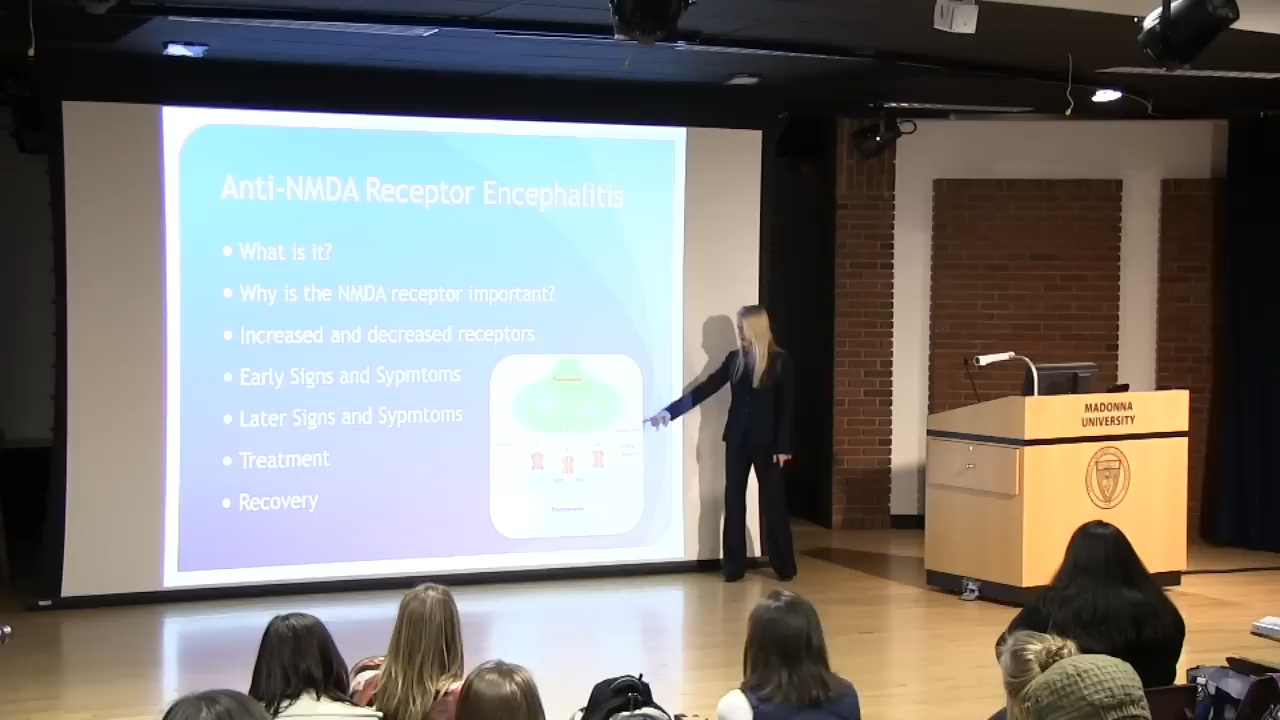 Anti-NMDA Receptor Encephalitis
• What is it?
• Why is the NMDA receptor important?
• Increased and decreased receptors
• Early Signs and Sypmtoms
• Later Signs and Sypmtoms
• Treatment
• Recovery
MADONNA
UNIVERSITY